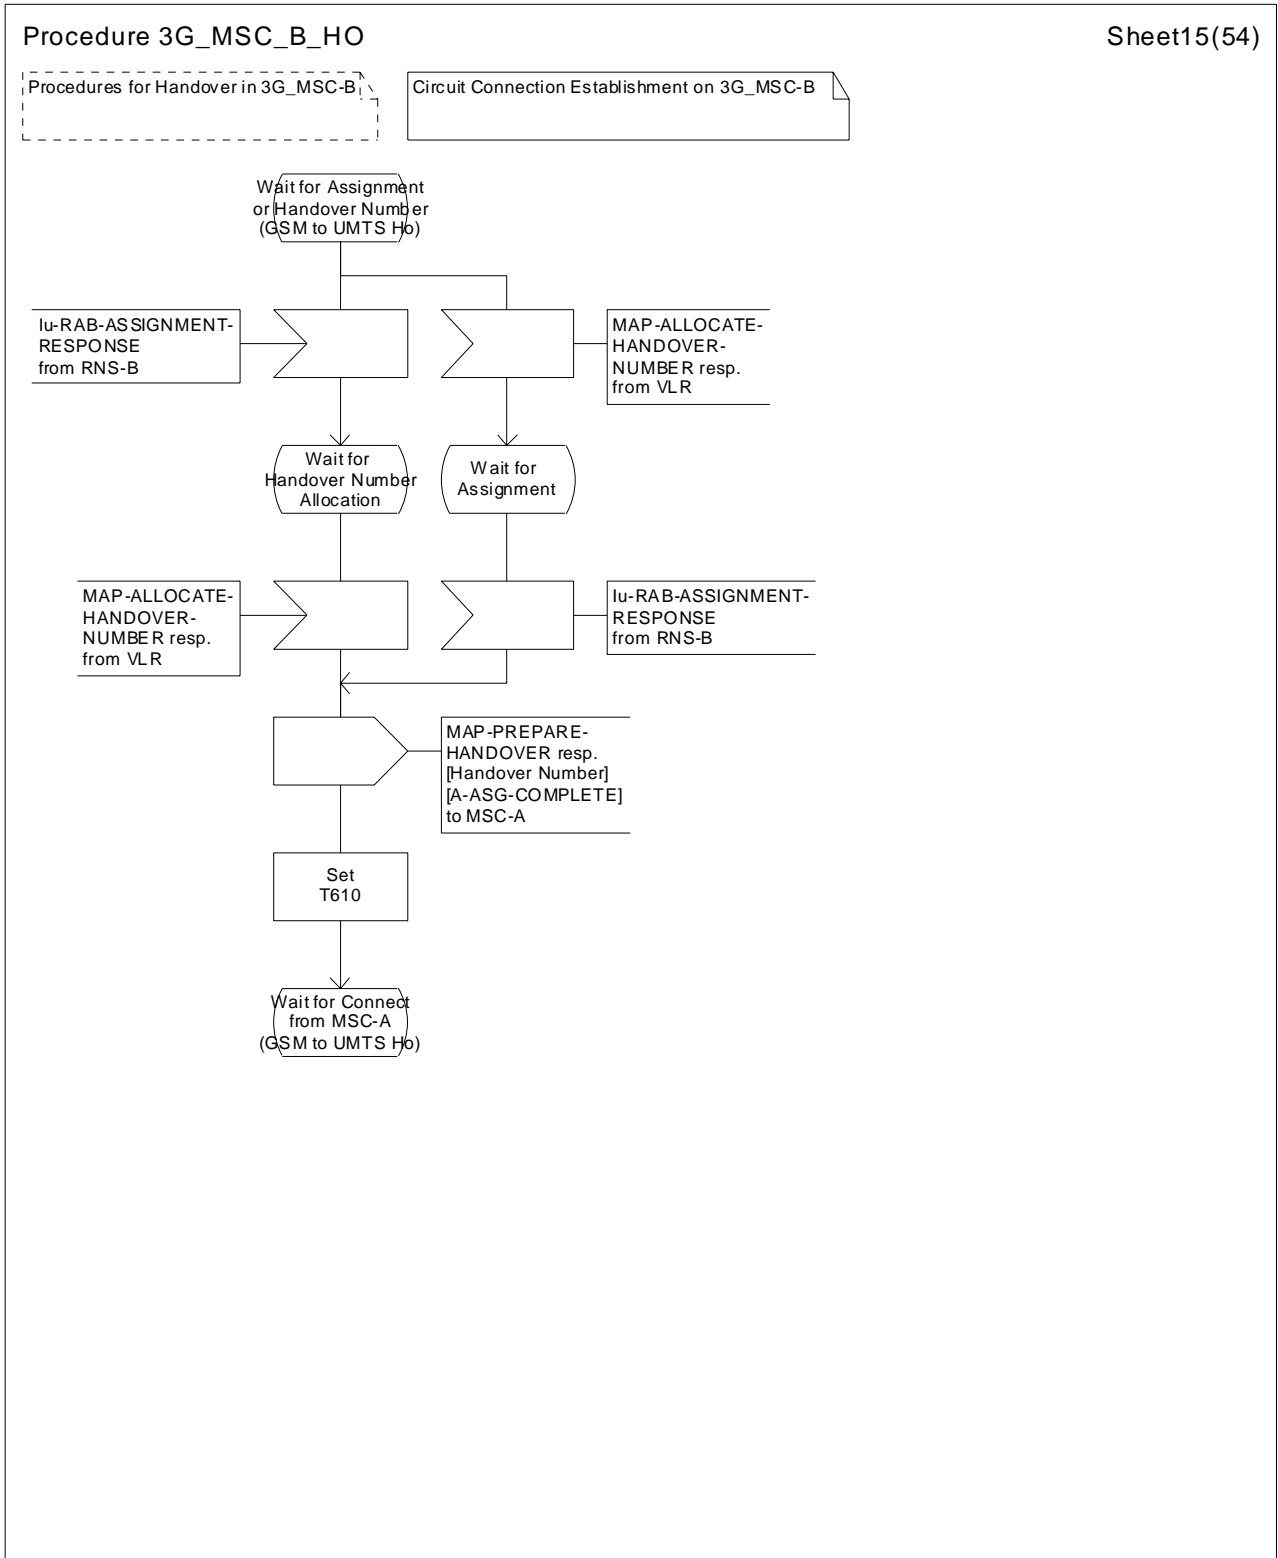 Procedure 3G_MSC_B_HO
Sheet15(54)
Procedures for Handover in 3G_MSC-B
Circuit Connection Establishment on 3G_MSC-B
Wait for Assignment
or Handover Number
(GSM to UMTS Ho)
Iu-RAB-ASSIGNMENT-
RESPONSE
from RNS-B
MAP-ALLOCATE-
HANDOVER-
NUMBER resp.
from VLR
Wait for
Handover Number
Allocation
Wait for
Assignment
MAP-ALLOCATE-
HANDOVER-
NUMBER resp.
from VLR
Iu-RAB-ASSIGNMENT-
RESPONSE
from RNS-B
MAP-PREPARE-
HANDOVER resp.
[Handover Number]
[A-ASG-COMPLETE]
to MSC-A
Set
T610
Wait for Connect
from MSC-A
(GSM to UMTS Ho)